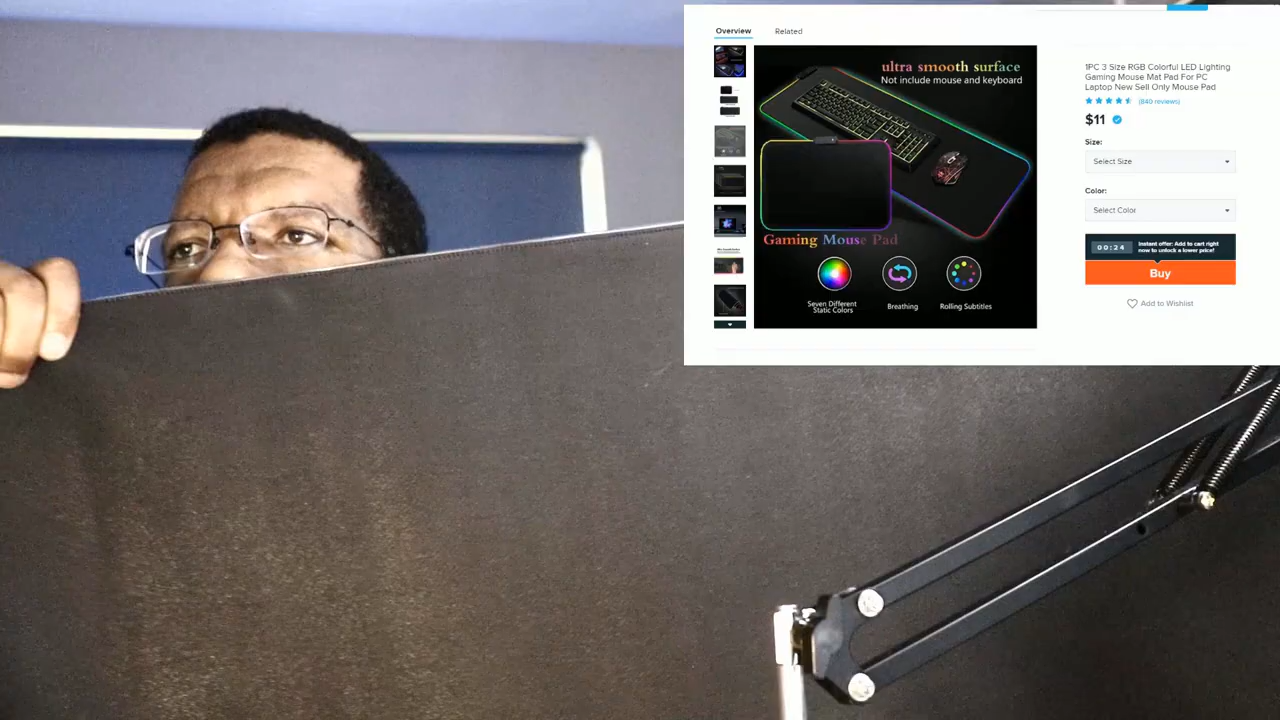 Overview
Related
ultra smooth surface
Not include mouse and keyboard
Gaming Mouse Pad
Seven Different
Static Colors
Breathing
Rolling Subtitles
1PC 3 Size RGB Colorful LED Lighting
Gaming Mouse Mat Pad For PC
Laptop New Sell Only Mouse Pad
(840 reviews)
$11
Size:
Select Size
Color:
Select Color
00:24
Instant offer: Add to cart right
now to unlock a lower price!
Buy
Add to Wishlist